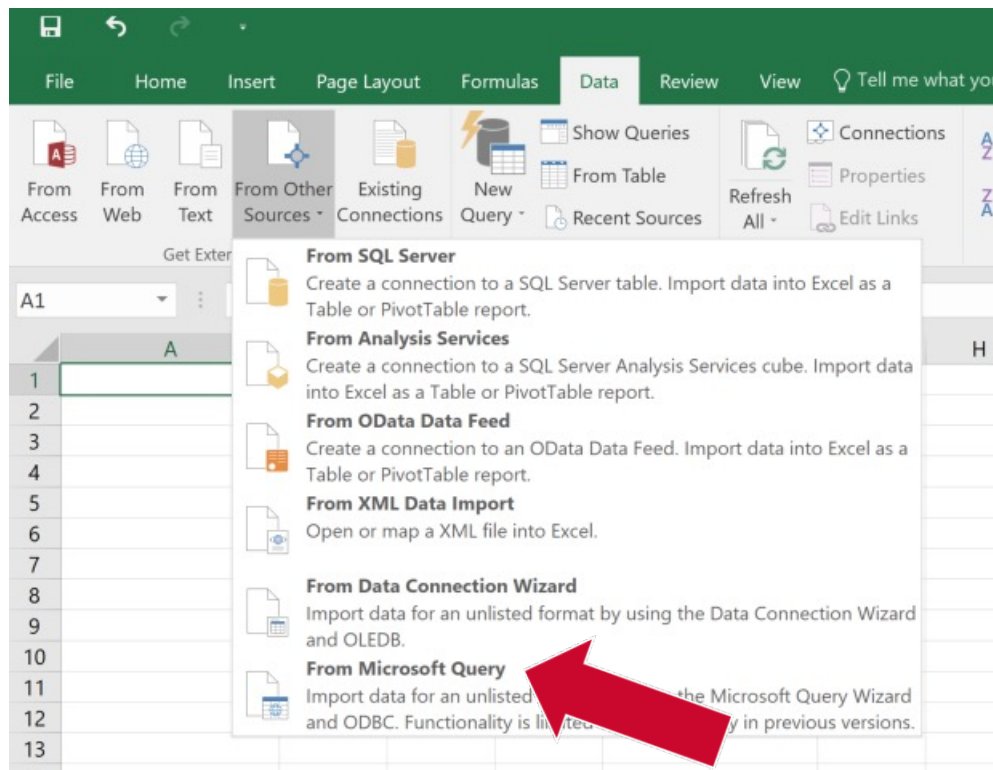 File Home Insert Page Layout Formulas Data Review View Tell me what you
From Access
From Web
From Text
From Other Sources
Existing Connections
New Query
Show Queries
From Table
Recent Sources
Refresh All
Connections
Properties
Edit Links
A
Z
Z
A
Get Exter
From SQL Server
Create a connection to a SQL Server table. Import data into Excel as a
Table or PivotTable report.
From Analysis Services
Create a connection to a SQL Server Analysis Services cube. Import data
into Excel as a Table or PivotTable report.
From OData Data Feed
Create a connection to an OData Data Feed. Import data into Excel as a
Table or PivotTable report.
From XML Data Import
Open or map a XML file into Excel.
From Data Connection Wizard
Import data for an unlisted format by using the Data Connection Wizard
and OLEDB.
From Microsoft Query
Import data for an unlisted the Microsoft Query Wizard
and ODBC. Functionality is in previous versions.
A1
A H
1
2
3
4
5
6
7
8
9
10
11
12
13